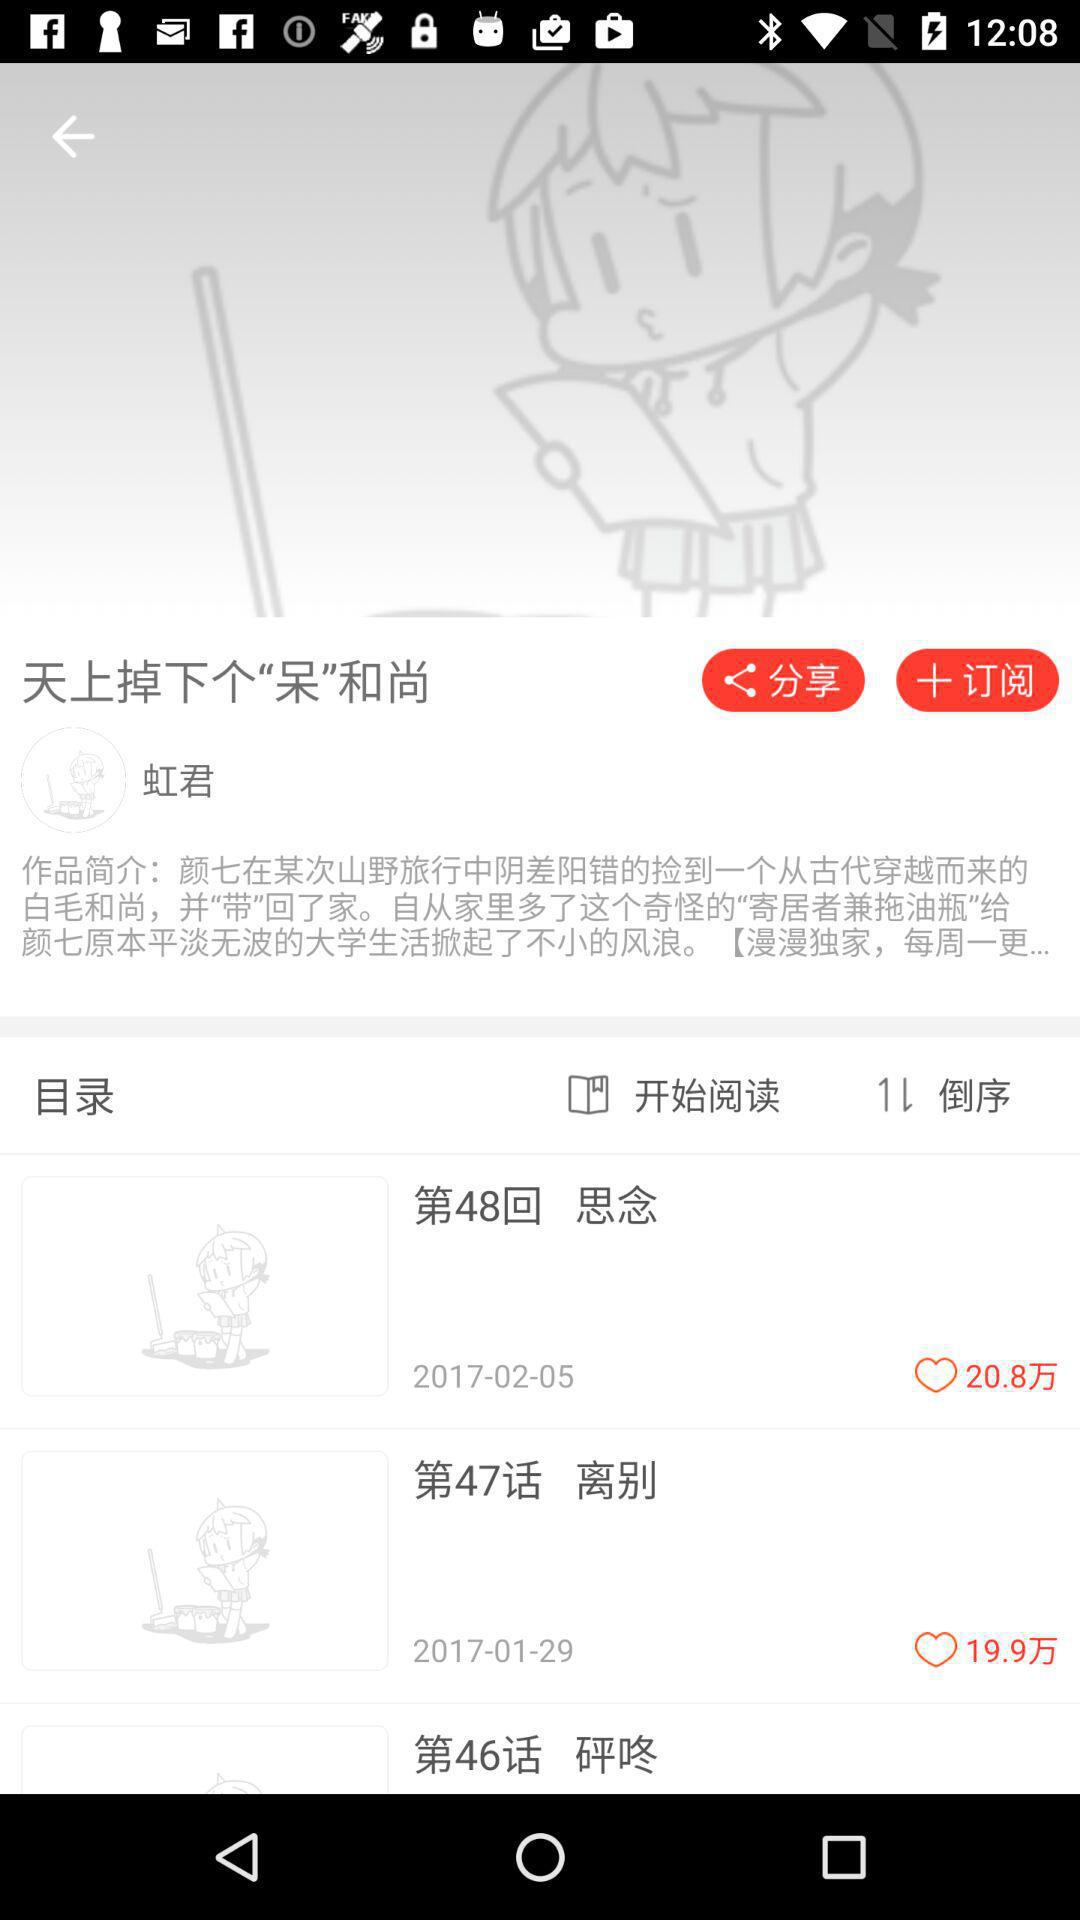 FAKE
12:08
天上掉下个“呆”和尚
分享
订阅
虹君
作品简介：颜七在某次山野旅行中阴差阳错的捡到一个从古代穿越而来的
白毛和尚，并“带”回了家。自从家里多了这个奇怪的“寄居者兼拖油瓶”给
颜七原本平淡无波的大学生活掀起了不小的风浪。【漫漫独家，每周一更...
目录
开始阅读
倒序
第48回 思念
2017-02-05
20.8万
第47话 离别
2017-01-29
19.9万
第46话 砰咚